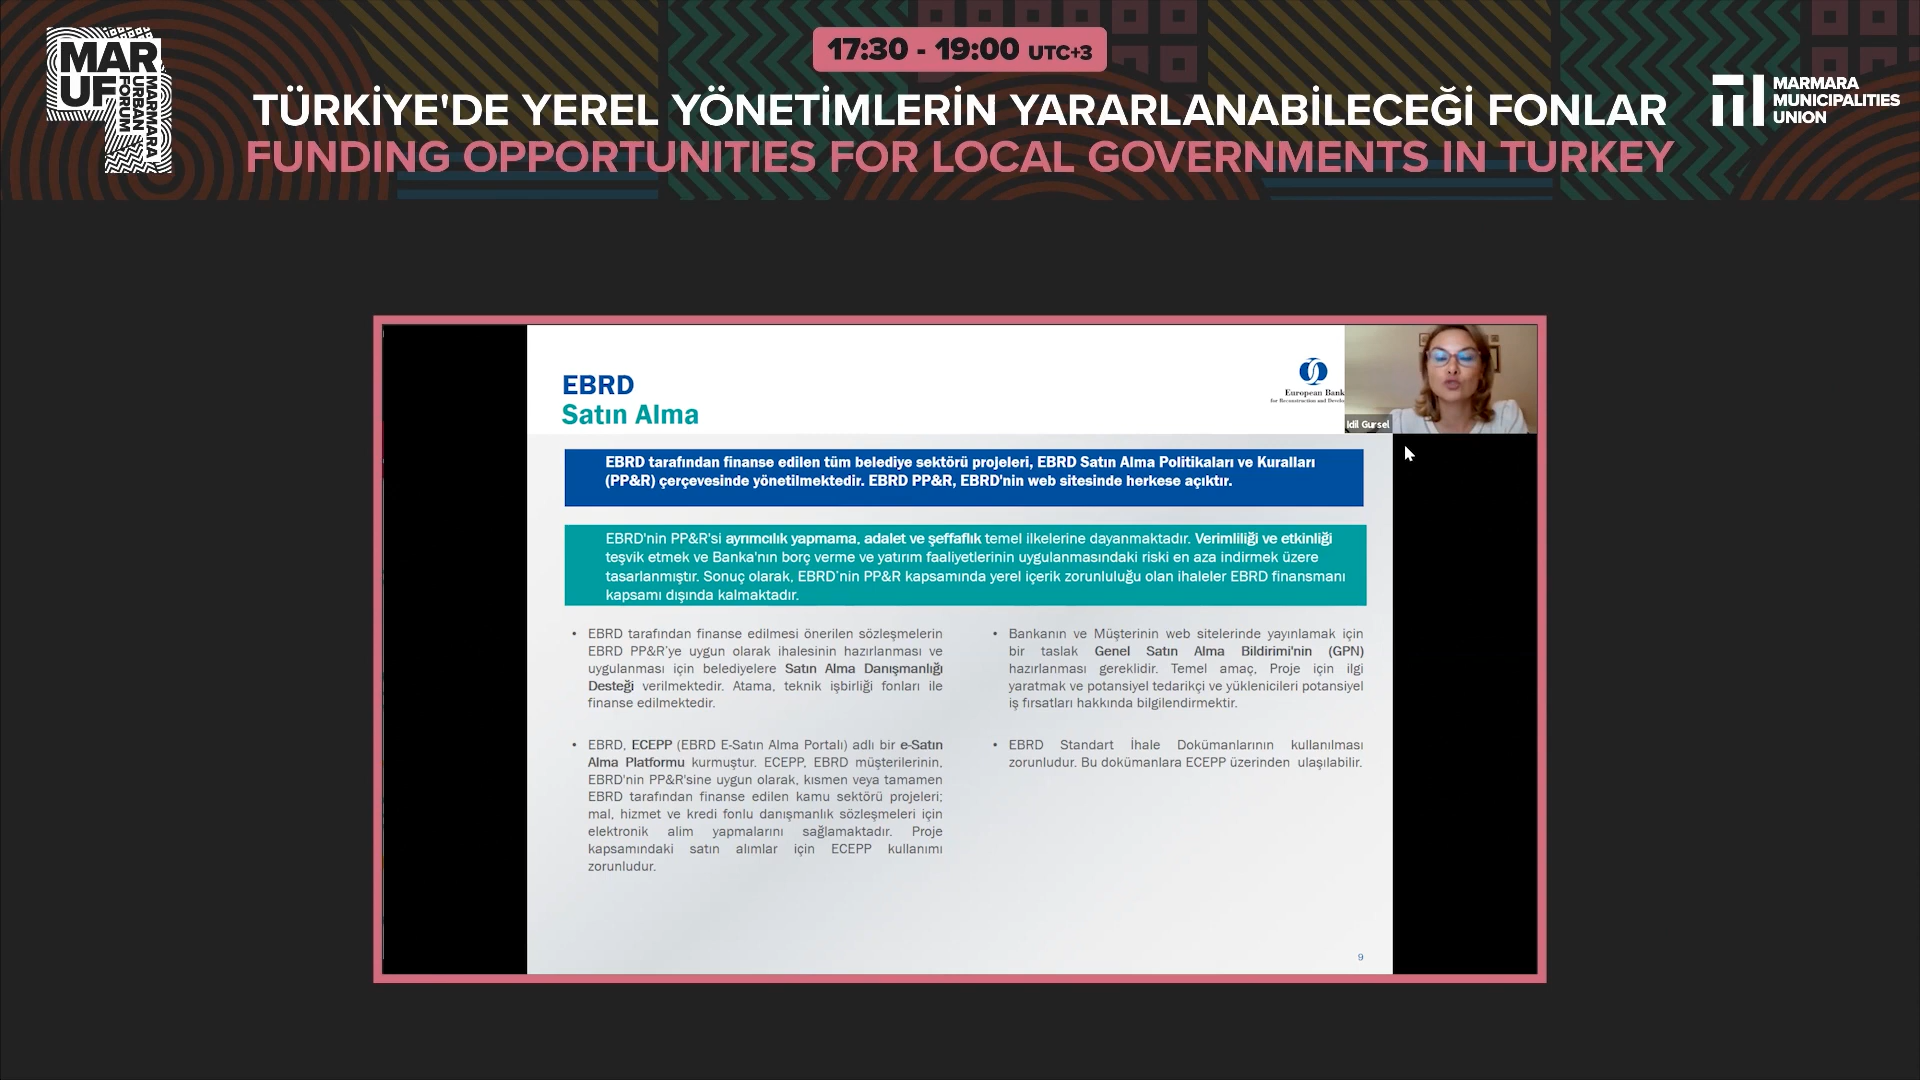 MAR
UF
MARMARA
URBAN
FORUM
17:30 - 19:00 UTC+3
TÜRKİYE'DE YEREL YÖNETİMLERİN YARARLANABİLECEĞİ FONLAR
FUNDING OPPORTUNITIES FOR LOCAL GOVERNMENTS IN TURKEY
MARMARA
MUNICIPALITIES
UNION
EBRD
Satın Alma
European Bank
for Reconstruction and
Idil Gursel
EBRD tarafından finanse edilen tüm belediye sektörü projeleri, EBRD Satın Alma Politikaları ve Kuralları
(PP&R) çerçevesinde yönetilmektedir. EBRD PP&R, EBRD'nin web sitesinde herkese açıktır.
EBRD'nin PP&R'si ayrımcılık yapmama, adalet ve şeffaflık temel ilkelerine dayanmaktadır. Verimliliği ve etkinliği
teşvik etmek ve Banka'nın borç verme ve yatırım faaliyetlerinin uygulanmasındaki riski en aza indirmek üzere
tasarlanmıştır. Sonuç olarak, EBRD'nin PP&R kapsamında yerel içerik zorunluluğu olan ihaleler EBRD finansmanı
kapsamı dışında kalmaktadır.
• EBRD tarafından finanse edilmesi önerilen sözleşmelerin
EBRD PP&R'ye uygun olarak ihalesinin hazırlanması ve
uygulanması için belediyelere Satın Alma Danışmanlığı
Desteği verilmektedir. Atama, teknik işbirliği fonları ile
finanse edilmektedir.
• EBRD, ECEPP (EBRD E-Satın Alma Portalı) adlı bir e-Satın
Alma Platformu kurmuştur. ECEPP, EBRD müşterilerinin,
EBRD'nin PP&R'sine uygun olarak, kısmen veya tamamen
EBRD tarafından finanse edilen kamu sektörü projeleri;
mal, hizmet ve kredi fonlu danışmanlık sözleşmeleri için
elektronik alim yapmalarını sağlamaktadır. Proje
kapsamındaki satın alımlar için ECEPP kullanımı
zorunludur.
• Bankanın ve Müşterinin web sitelerinde yayınlamak için
bir taslak Genel Satın Alma Bildirimi'nin (GPN)
hazırlanması gereklidir. Temel amaç, Proje için ilgi
yaratmak ve potansiyel tedarikçi ve yüklenicileri potansiyel
iş fırsatları hakkında bilgilendirmektir.
• EBRD Standart İhale Dokümanlarının kullanılması
zorunludur. Bu dokümanlara ECEPP üzerinden ulaşılabilir.
9